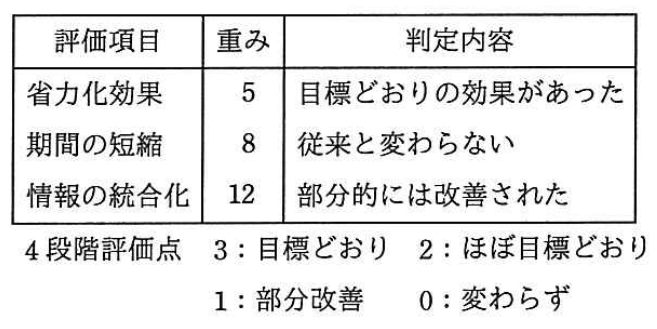 評価項目 重み 判定内容
省力化効果 5 目標どおりの効果があった
期間の短縮 8 従来と変わらない
情報の統合化 12 部分的には改善された
4段階評価点 3：目標どおり 2：ほぼ目標どおり
1：部分改善 0：変わらず